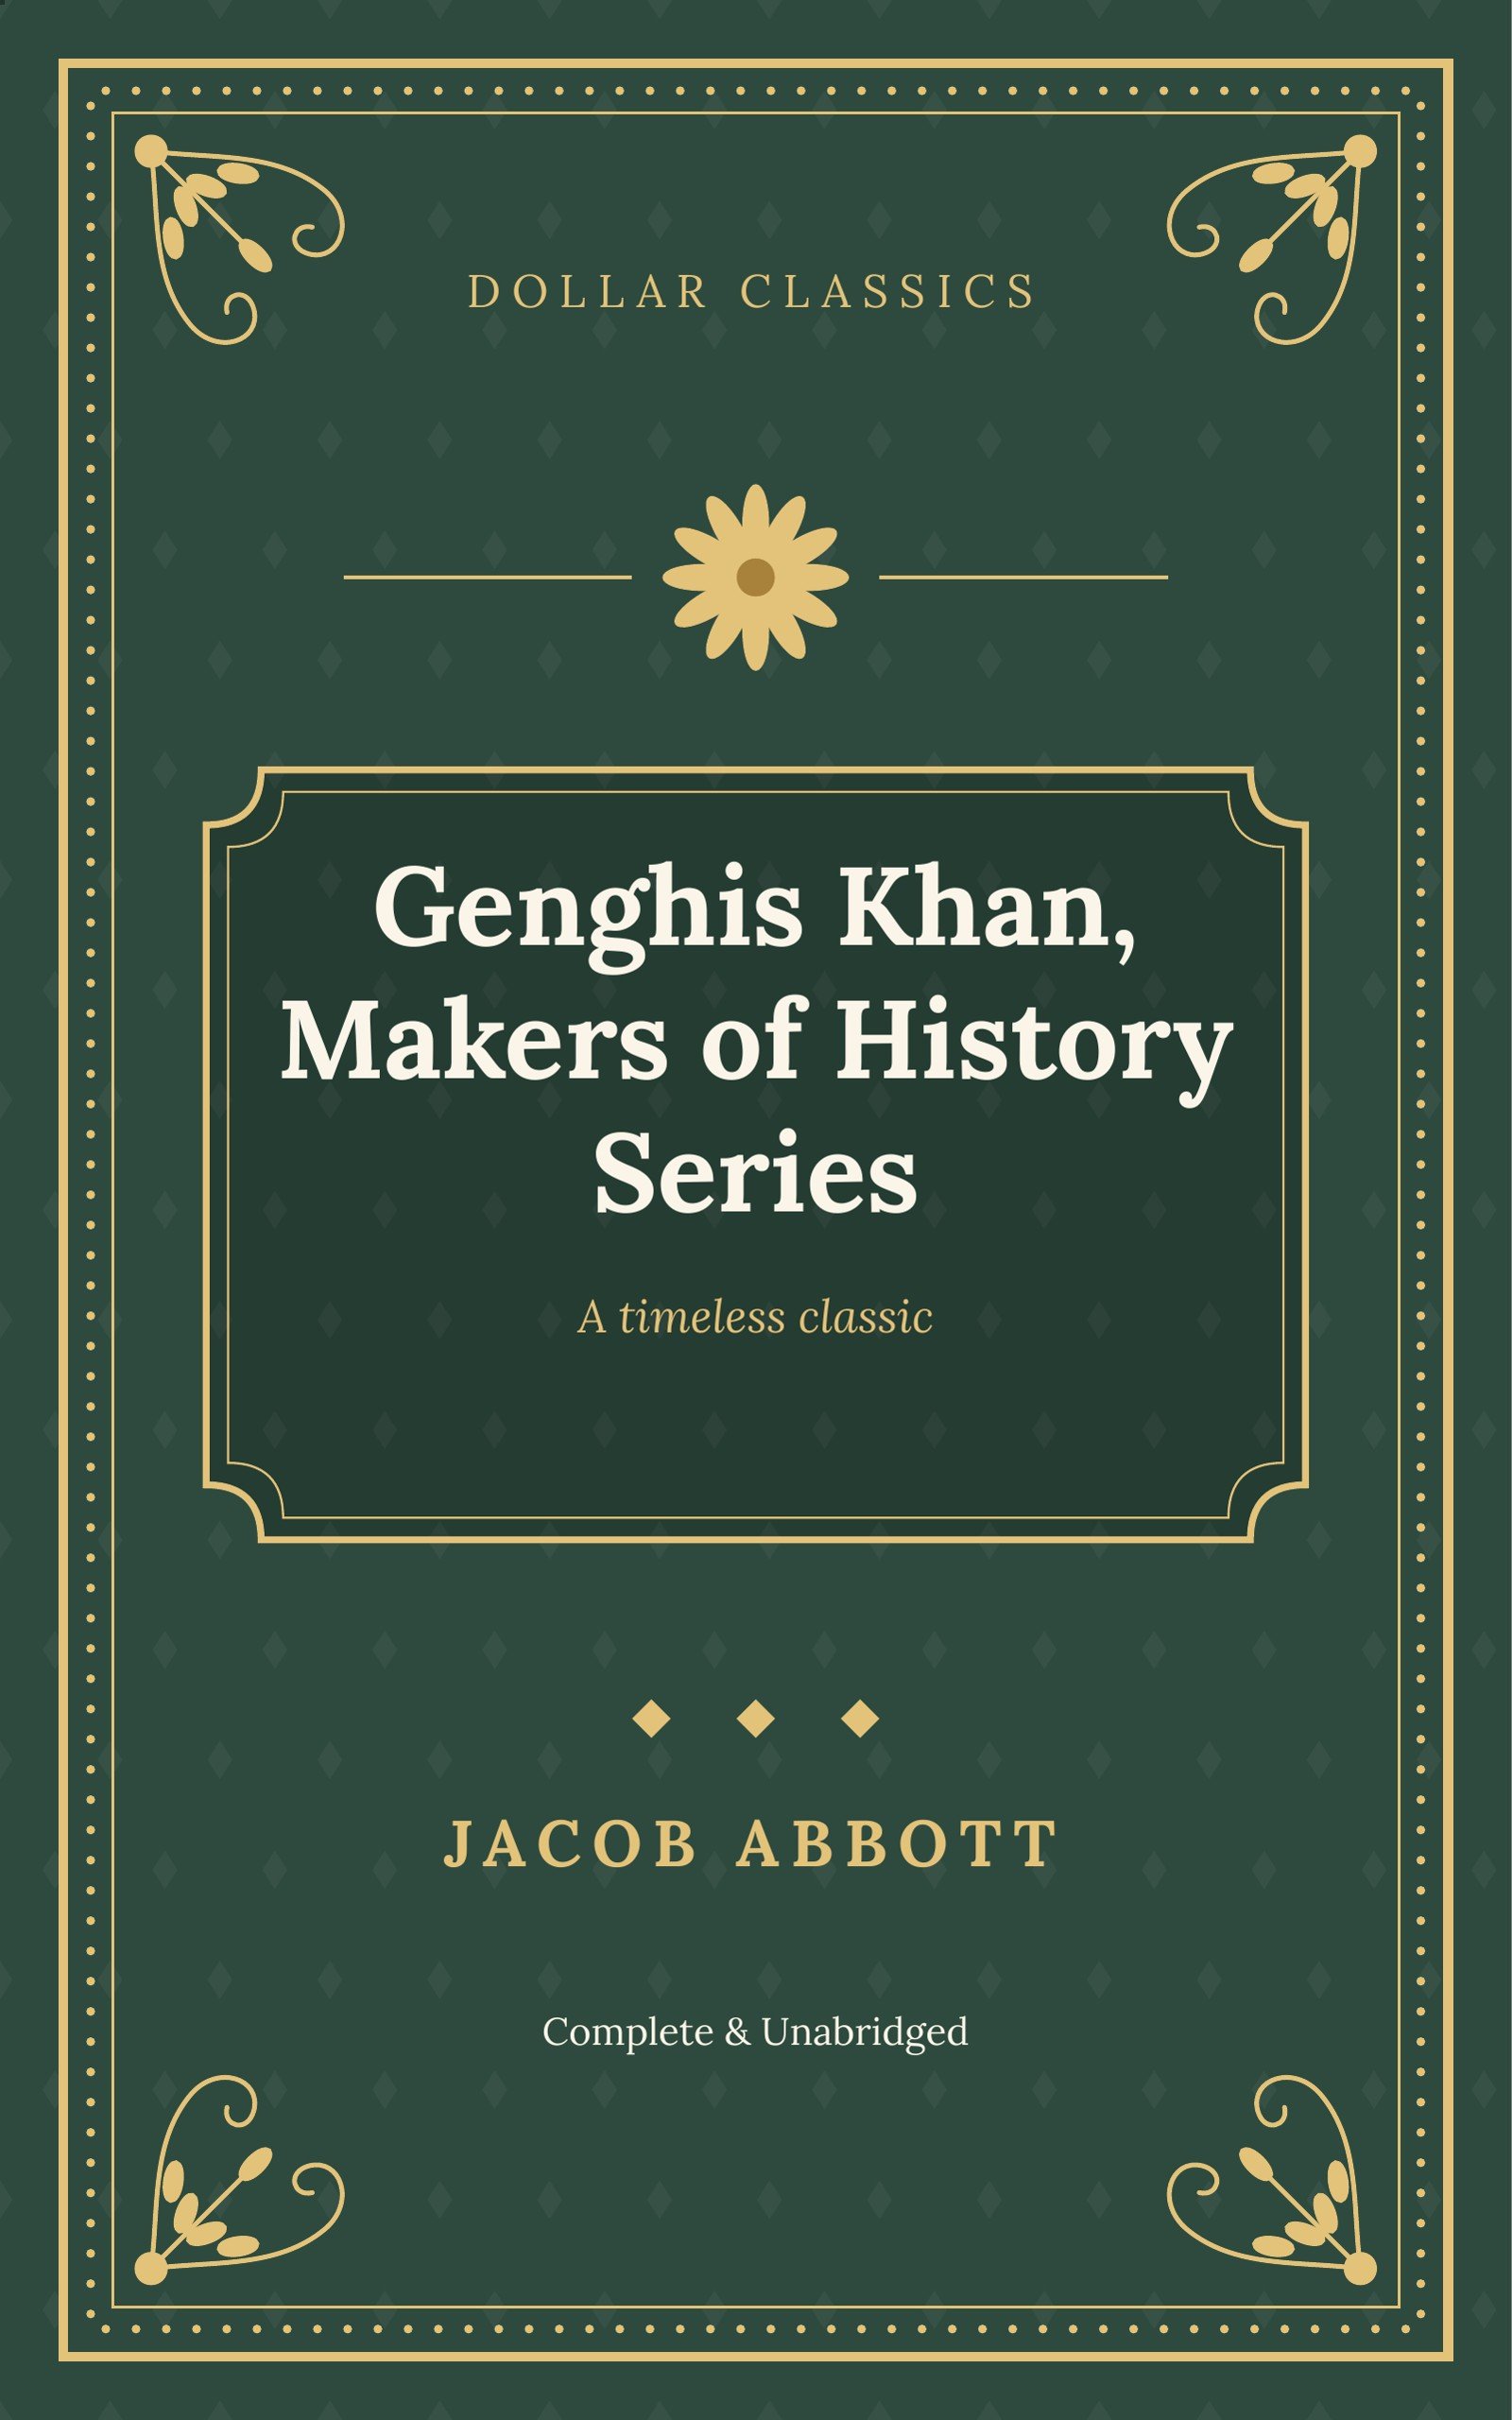 DOLLAR CLASSICS
Genghis Khan,
Makers of History
Series
A timeless classic
JACOB ABBOTT
Complete & Unabridged